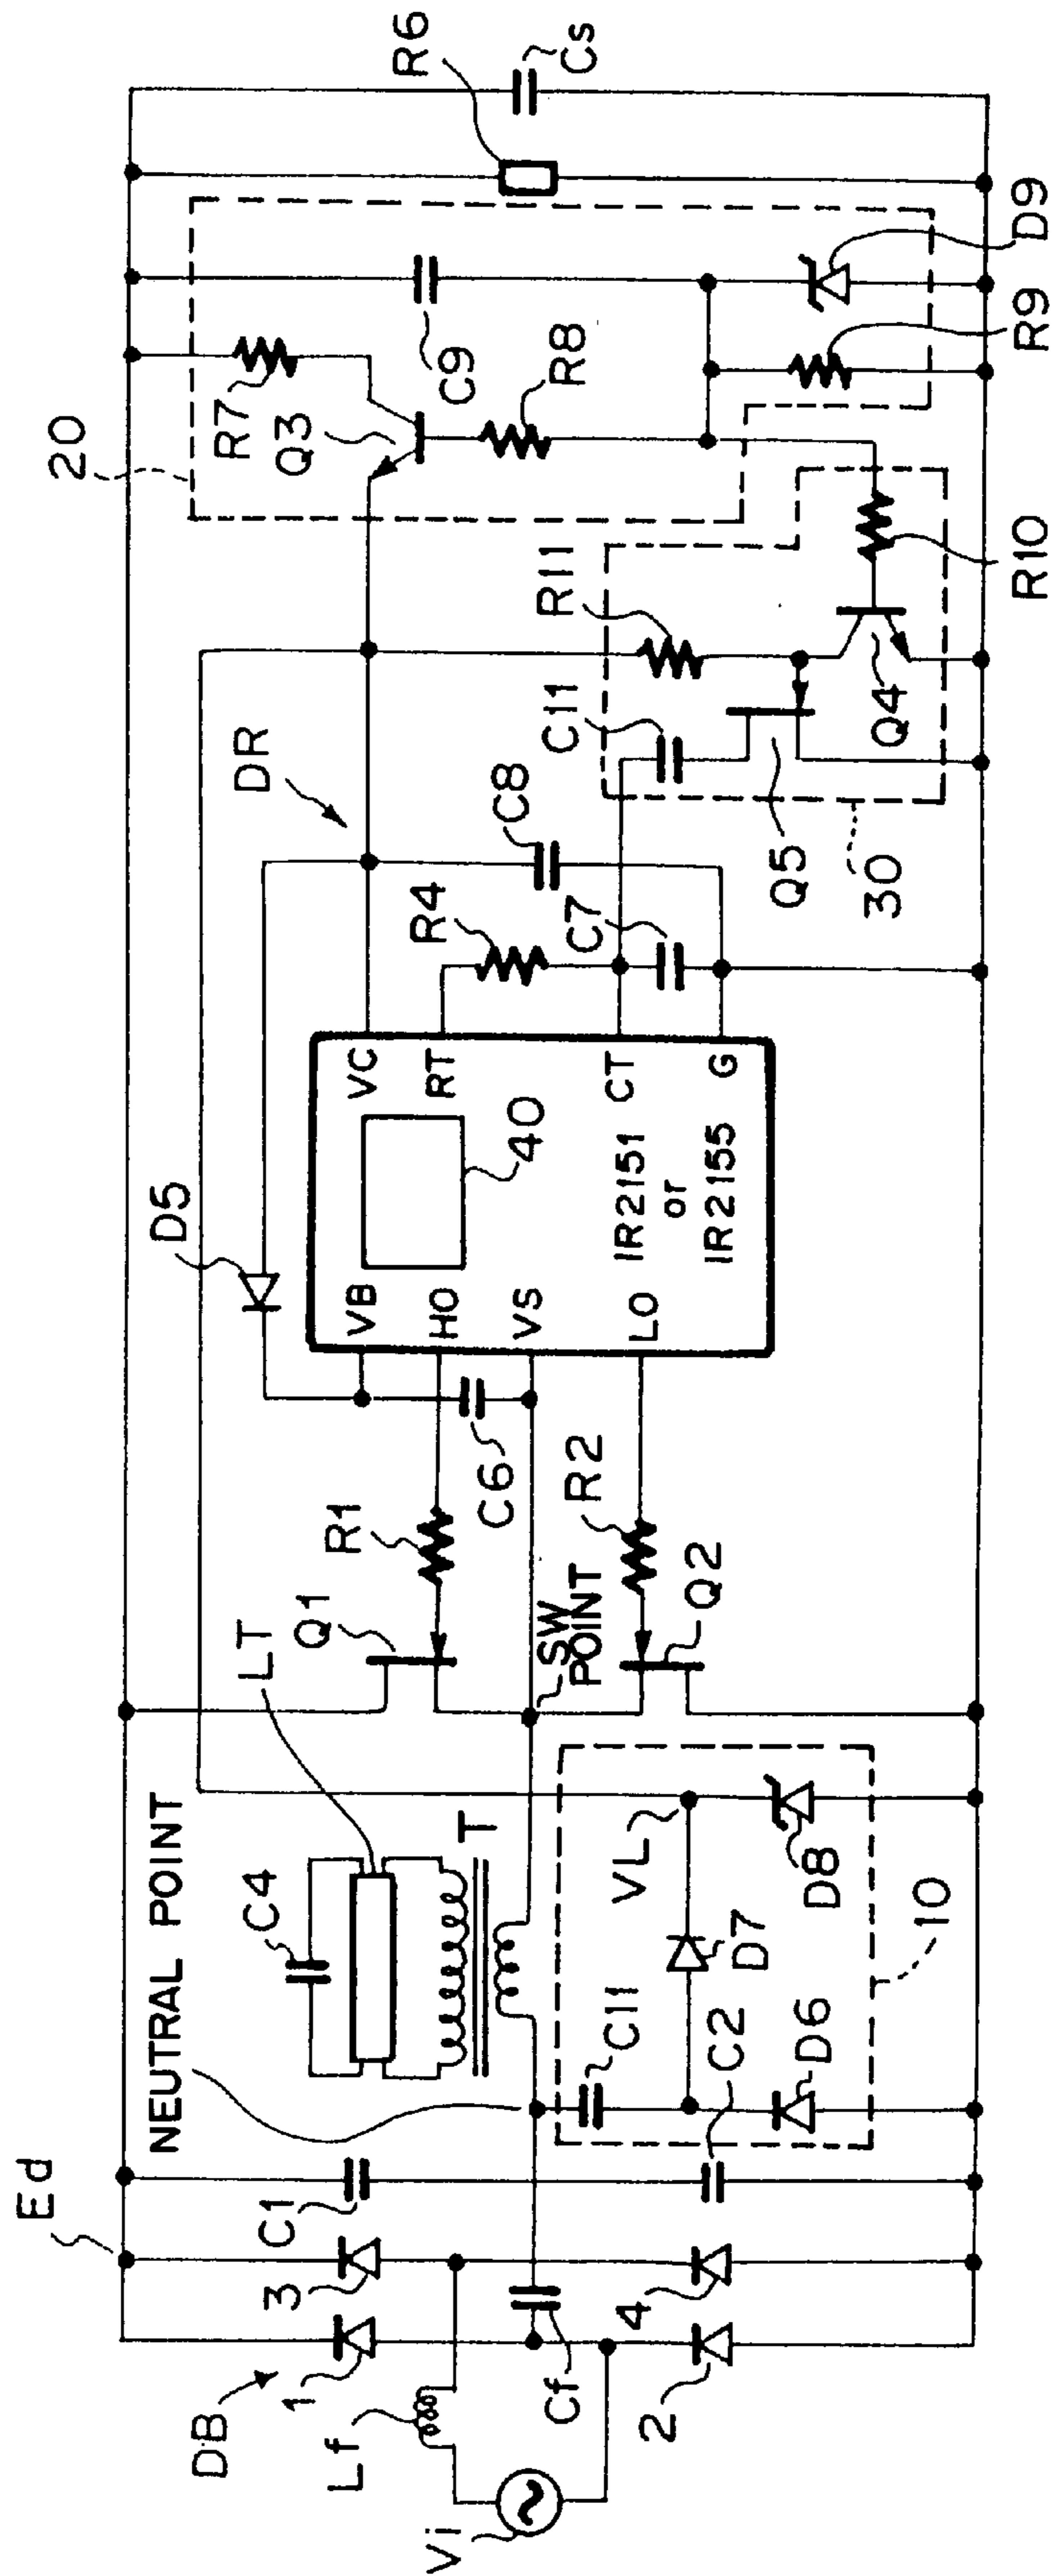 Ed
NEUTRAL POINT
DB
1
3
C1
Lf
Vi
Cf
2
4
C2
C4
LT
T
C11
D6
D7
VL
D8
10
Q1
R1
SW
POINT
R2
Q2
C6
D5
VB
HO
VS
LO
40
IR2151
or
IR2155
VC
RT
CT
G
DR
R4
C7
C8
C11
Q5
30
R11
Q4
R10
20
R7
Q3
C9
R8
R9
D9
R6
Cs